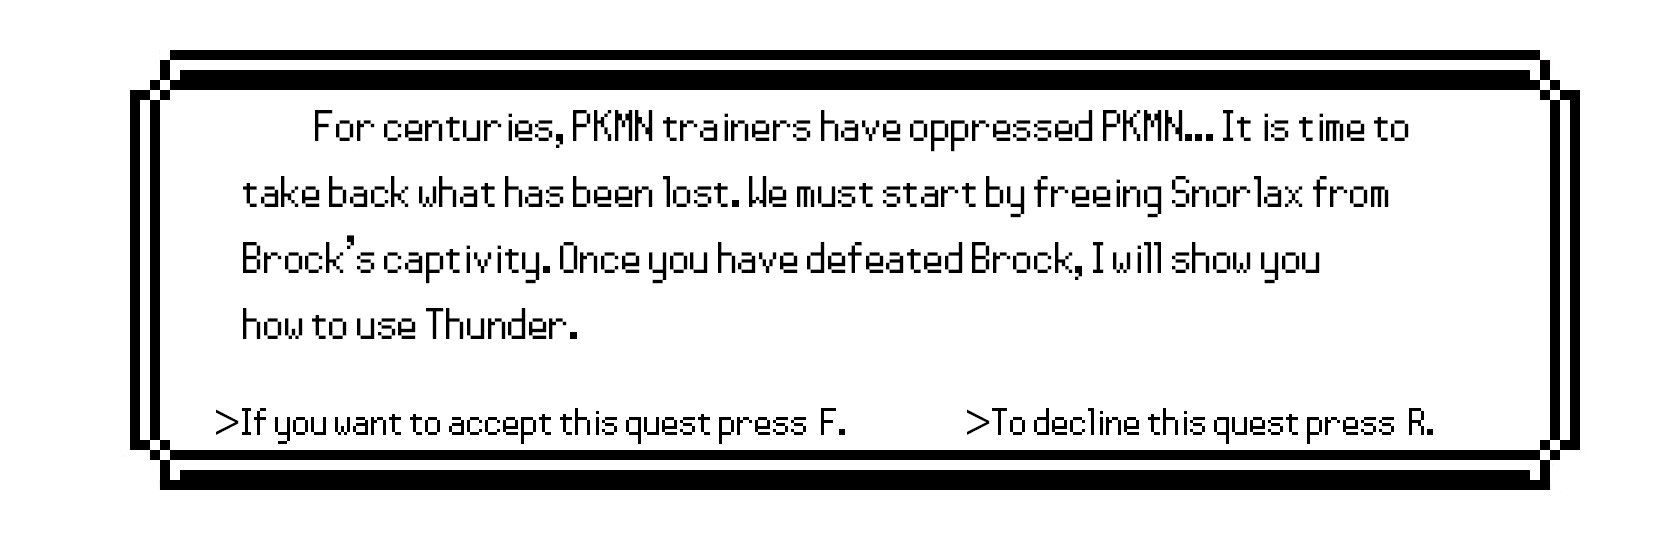 For centuries, PKMN trainers have oppressed PKMN... It is time to
take back what has been lost. We must start by freeing Snorlax from
Brock's captivity. Once you have defeated Brock, I will show you
how to use Thunder.
>If you want to accept this quest press F. >To decline this quest press R.